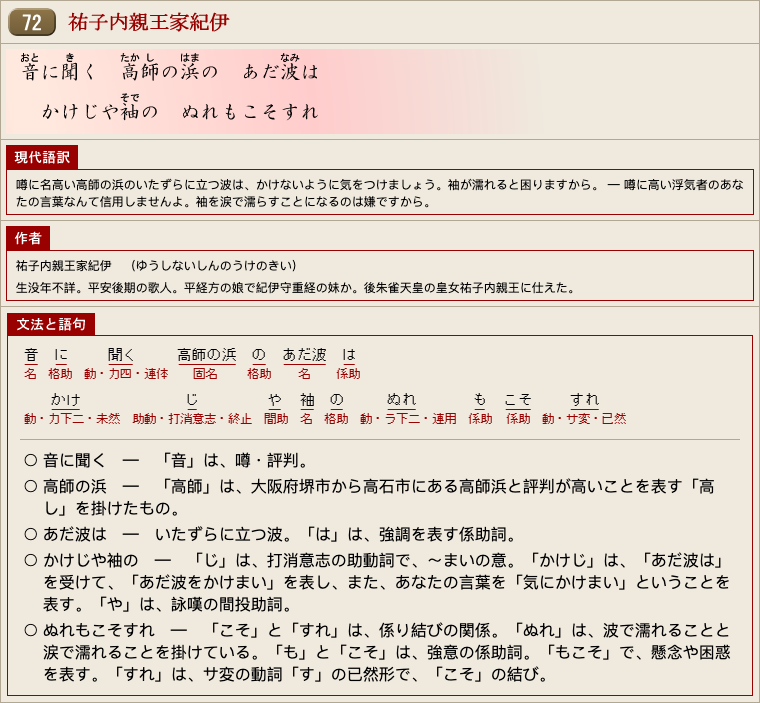 72 祐子内親王家紀伊
おと き たか し はま なみ
音に聞く 高師の浜の あだ波は
そで
かけじや袖の ぬれもこそすれ
現代語訳
噂に名高い高師の浜のいたずらに立つ波は、かけないように気をつけましょう。袖が濡れると困りますから。 ― 噂に高い浮気者のあな
たの言葉なんて信用しませんよ。袖を涙で濡らすことになるのは嫌ですから。
作者
祐子内親王家紀伊 (ゆうしないしんのうけのきい)
生没年不詳。平安後期の歌人。平経方の娘で紀伊守重経の妹か。後朱雀天皇の皇女祐子内親王に仕えた。
文法と語句
音 に 聞く 高師の浜 の あだ波 は
名 格助 動・カ四・連体 固名 格助 名 係助
かけ じ や 袖 の ぬれ も こそ すれ
動・カ下二・未然 助動・打消意志・終止 間助 名 格助 動・ラ下二・連用 係助 係助 動・サ変・已然
○ 音に聞く ― 「音」は、噂・評判。
○ 高師の浜 ― 「高師」は、大阪府堺市から高石市にある高師浜と評判が高いことを表す「高
し」を掛けたもの。
○ あだ波は ― いたずらに立つ波。「は」は、強調を表す係助詞。
○ かけじや袖の ― 「じ」は、打消意志の助動詞で、～まいの意。「かけじ」は、「あだ波は」
を受けて、「あだ波をかけまい」を表し、また、あなたの言葉を「気にかけまい」ということを
表す。「や」は、詠嘆の間投助詞。
○ ぬれもこそすれ ― 「こそ」と「すれ」は、係り結びの関係。「ぬれ」は、波で濡れることと
涙で濡れることを掛けている。「も」と「こそ」は、強意の係助詞。「もこそ」で、懸念や困惑
を表す。「すれ」は、サ変の動詞「す」の已然形で、「こそ」の結び。